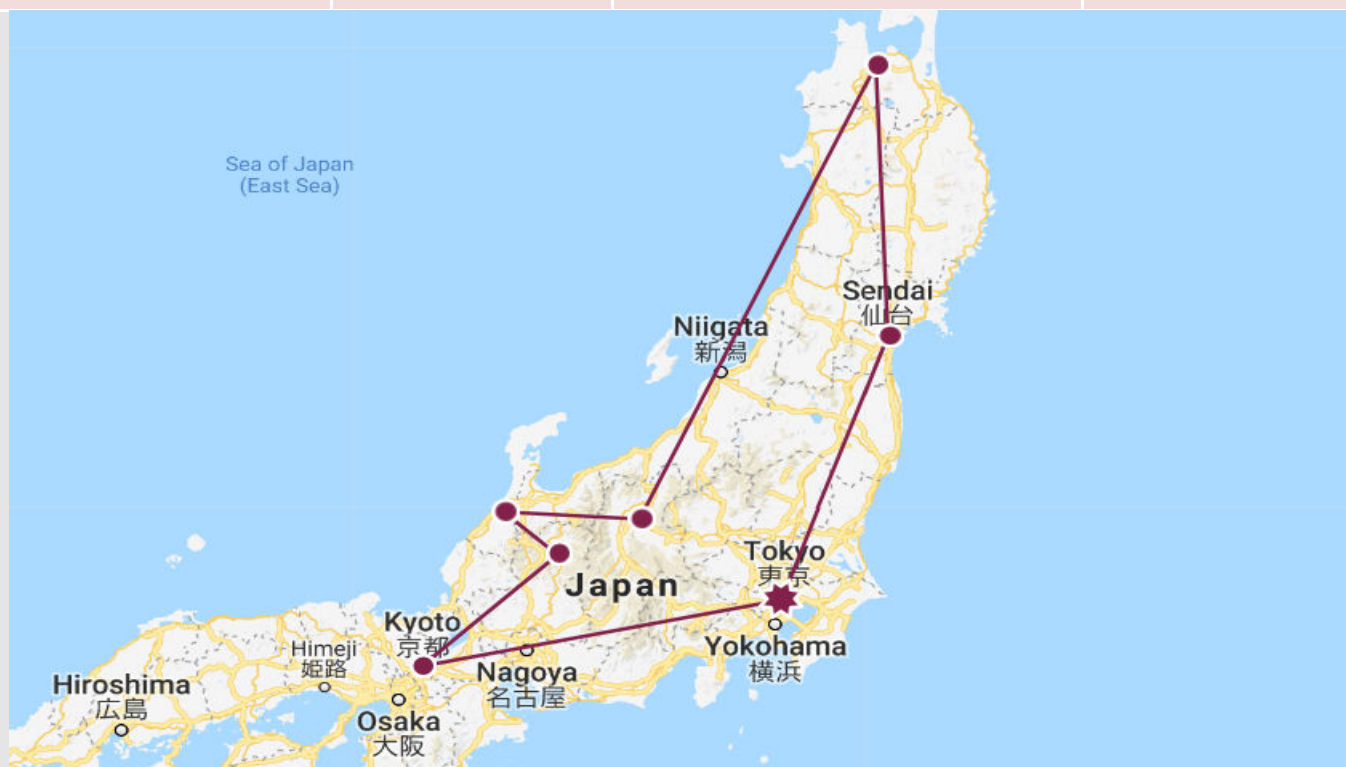 Sea of Japan
(East Sea)
Sendai
仙台
Niigata
新潟
Tokyo
東京
Japan
Kyoto
京都
Yokohama
横浜
Himeji
姫路
Nagoya
名古屋
Hiroshima
広島
Osaka
大阪